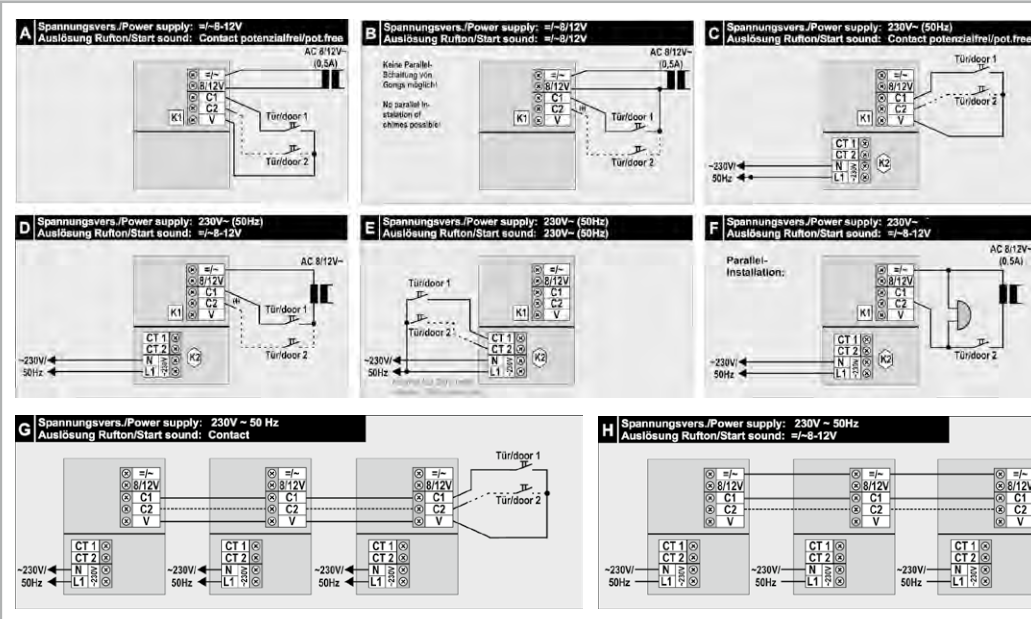 A Spannungsvers./Power supply: =/~8-12V
Auslösung Rufton/Start sound: Contact potenzialfrei/pot.free
AC 8/12V~
(0,5A)
=/~
8/12V
C1
C2
V
K1
Tür/door 1
Tür/door 2
B Spannungsvers./Power supply: =/~8/12V
Auslösung Rufton/Start sound: =/~8/12V
Keine Parallel-
Schaltung von
Gongs möglich!
No parallel in-
stalation of
chimes possible!
AC 8/12V~
(0,5A)
=/~
8/12V
C1
C2
V
K1
Tür/door 1
Tür/door 2
C Spannungsvers./Power supply: 230V~ (50Hz)
Auslösung Rufton/Start sound: Contact potenzialfrei/pot.free
=/~
8/12V
C1
C2
V
K1
Tür/door 1
Tür/door 2
CT 1
CT 2
N
L1
~230V
K2
~230V/
50Hz
D Spannungsvers./Power supply: 230V~ (50Hz)
Auslösung Rufton/Start sound: =/~8-12V
AC 8/12V~
=/~
8/12V
C1
C2
V
K1
Tür/door 1
Tür/door 2
CT 1
CT 2
N
L1
~230V
K2
~230V/
50Hz
E Spannungsvers./Power supply: 230V~ (50Hz)
Auslösung Rufton/Start sound: 230V~ (50Hz)
Tür/door 1
Tür/door 2
=/~
8/12V
C1
C2
V
K1
CT 1
CT 2
N
L1
~230V
K2
~230V/
50Hz
F Spannungsvers./Power supply: 230V~
Auslösung Rufton/Start sound: =/~8-12V
Parallel-
Installation:
AC 8/12V~
(0,5A)
=/~
8/12V
C1
C2
V
K1
Tür/door 2
CT 1
CT 2
N
L1
~230V
K2
~230V/
50Hz
G Spannungsvers./Power supply: 230V ~ 50 Hz
Auslösung Rufton/Start sound: Contact
=/~
8/12V
C1
C2
V
=/~
8/12V
C1
C2
V
=/~
8/12V
C1
C2
V
Tür/door 1
Tür/door 2
CT 1
CT 2
N
L1
~230V
~230V/
50Hz
CT 1
CT 2
N
L1
~230V
~230V/
50Hz
CT 1
CT 2
N
L1
~230V
~230V/
50Hz
H Spannungsvers./Power supply: 230V ~ 50Hz
Auslösung Rufton/Start sound: =/~8-12V
=/~
8/12V
C1
C2
V
=/~
8/12V
C1
C2
V
=/~
8/12V
C1
C2
V
CT 1
CT 2
N
L1
~230V
~230V/
50Hz
CT 1
CT 2
N
L1
~230V
~230V/
50Hz
CT 1
CT 2
N
L1
~230V
~230V/
50Hz